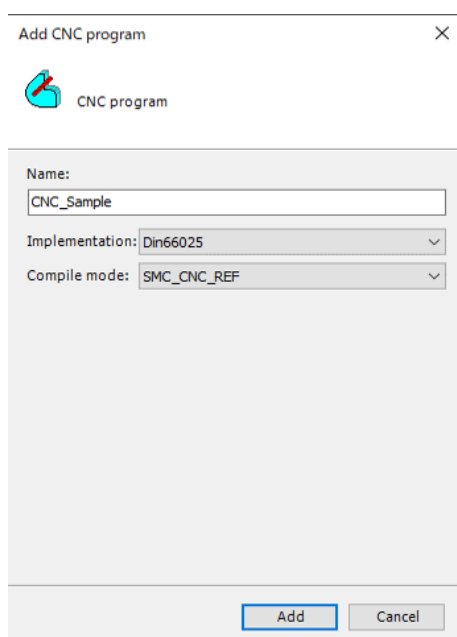 Add CNC program
CNC program
Name:
CNC_Sample
Implementation: Din66025
Compile mode: SMC_CNC_REF
Add Cancel